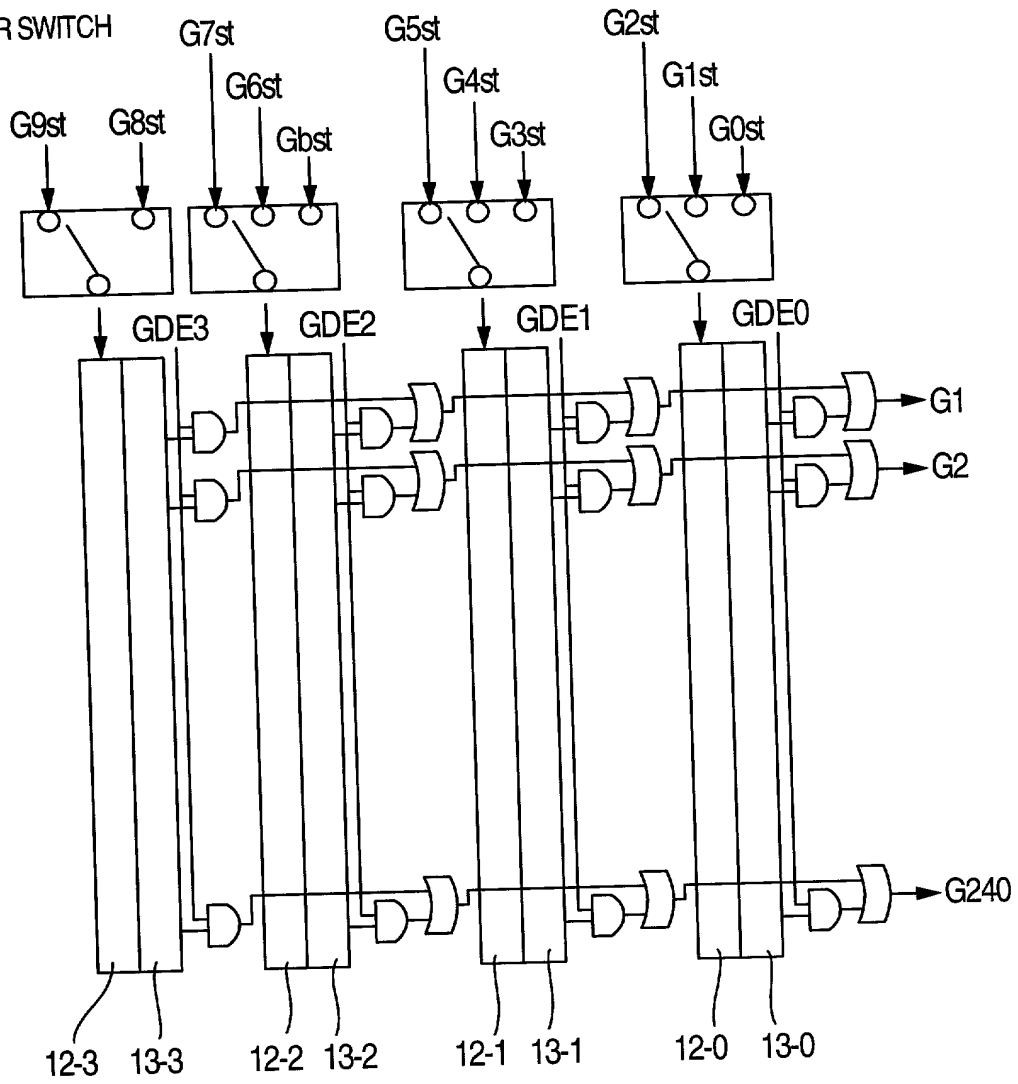 R SWITCH
G7st
G5st
G2st
G6st
G4st
G1st
G9st
G8st
Gbst
G3st
G0st
GDE3
GDE2
GDE1
GDE0
G1
G2
G240
12-3
13-3
12-2
13-2
12-1
13-1
12-0
13-0